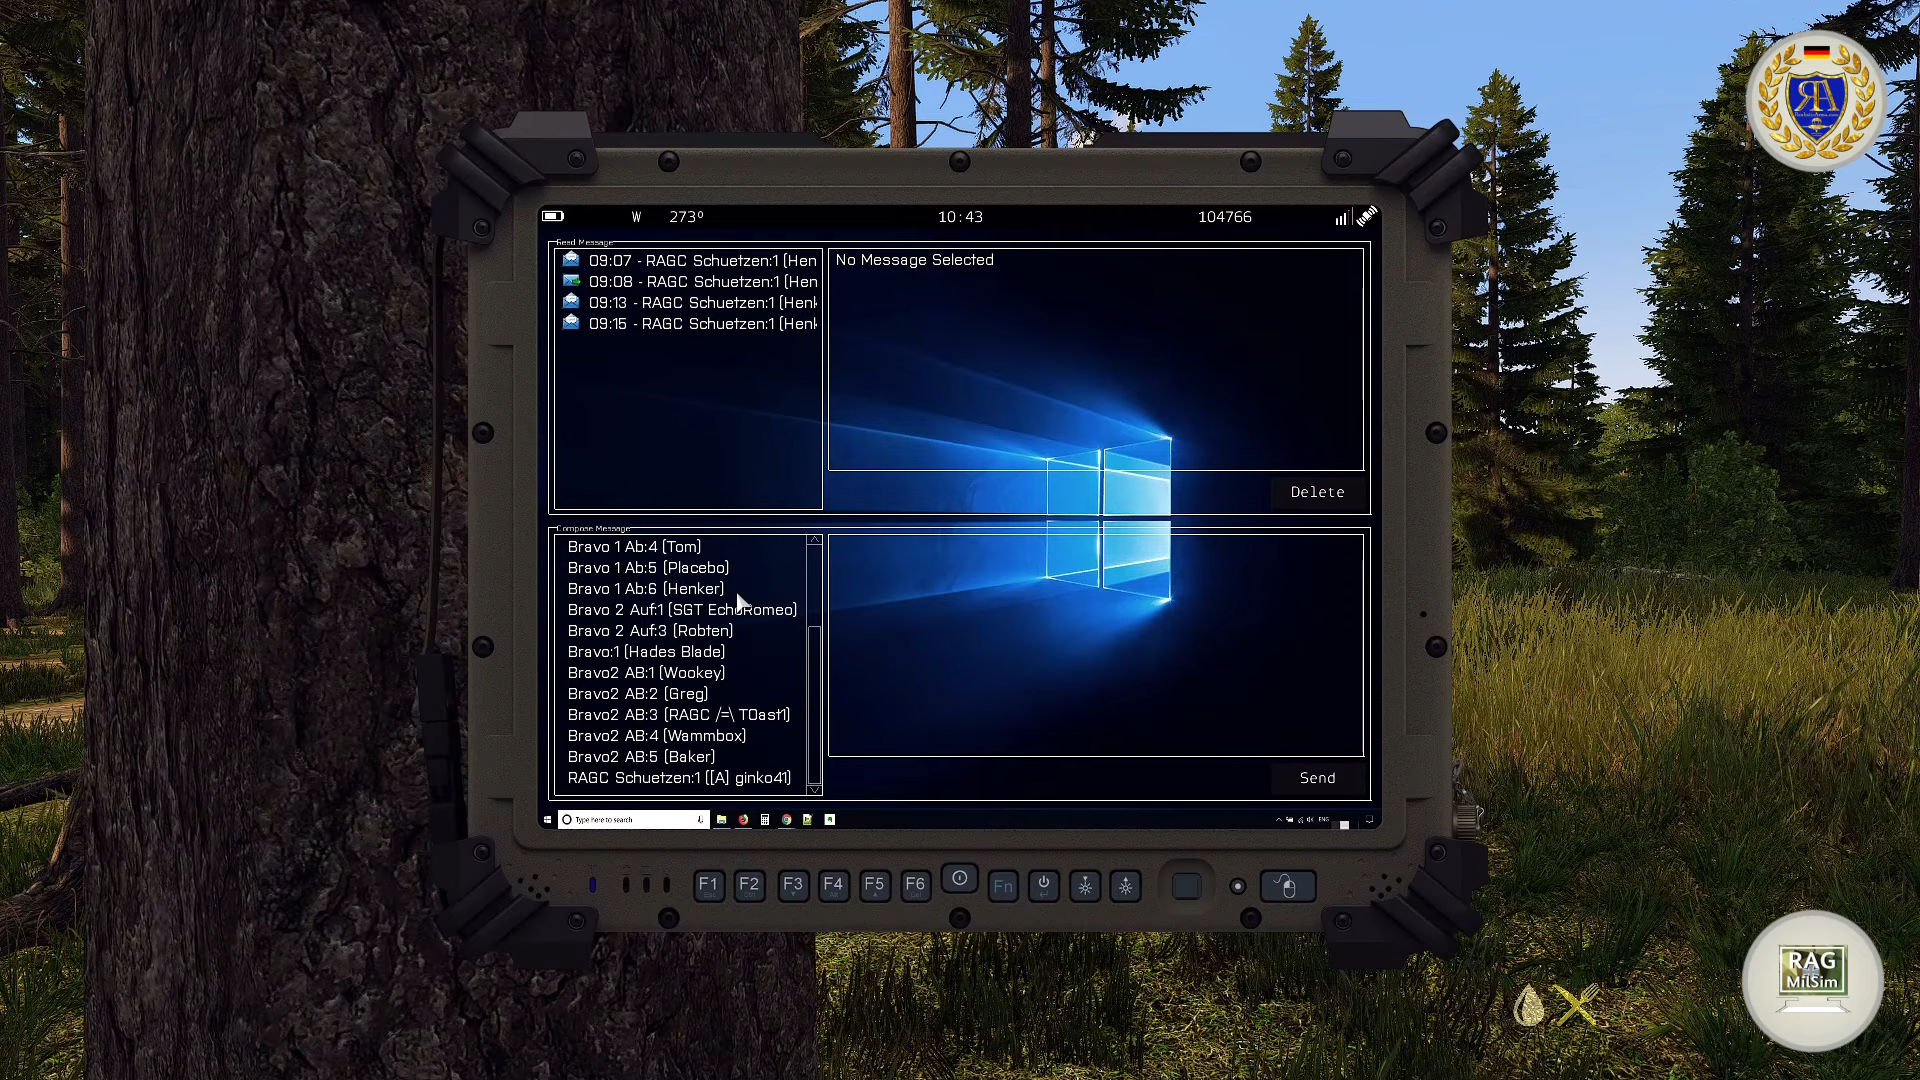 W 273º 10:43 104766
Read Message
09:07 - RAGC Schuetzen:1 (Hen
09:08 - RAGC Schuetzen:1 (Hen
09:13 - RAGC Schuetzen:1 (Henk
09:15 - RAGC Schuetzen:1 (Henk
No Message Selected
Delete
Compose Message
Bravo 1 Ab:4 (Tom)
Bravo 1 Ab:5 (Placebo)
Bravo 1 Ab:6 (Henker)
Bravo 2 Auf:1 (SGT EchoRomeo)
Bravo 2 Auf:3 (Robten)
Bravo:1 (Hades Blade)
Bravo2 AB:1 (Wookey)
Bravo2 AB:2 (Greg)
Bravo2 AB:3 (RAGC /=\ T0ast1)
Bravo2 AB:4 (Wammbox)
Bravo2 AB:5 (Baker)
RAGC Schuetzen:1 ([A] ginko41)
Send
Type here to search
ENG
F1 F2 F3 F4 F5 F6 Fn
RAG
MilSim